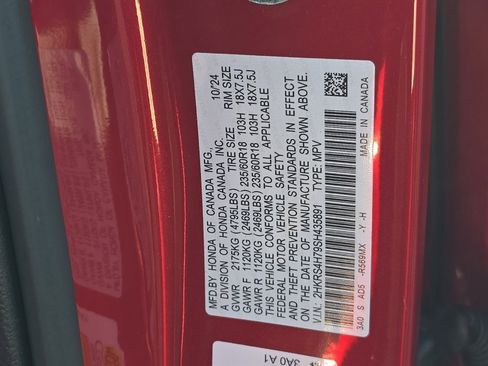 MFD.BY HONDA OF CANADA MFG., 10/24
A DIVISION OF HONDA CANADA INC.
TIRE SIZE RIM SIZE
GVWR 2175KG (4795LBS)
GAWR F 1120KG (2469LBS) 235/60R18 103H 18X7.5J
GAWR R 1120KG (2469LBS) 235/60R18 103H 18X7.5J
THIS VEHICLE CONFORMS TO ALL APPLICABLE
FEDERAL MOTOR VEHICLE SAFETY
AND THEFT PREVENTION STANDARDS IN EFFECT
ON THE DATE OF MANUFACTURE SHOWN ABOVE.
V.I.N.: 2HKRS4H79SH435891 TYPE: MPV
3A0 S AD5 -R569MX -Y -H MADE IN CANADA
3A0 A1